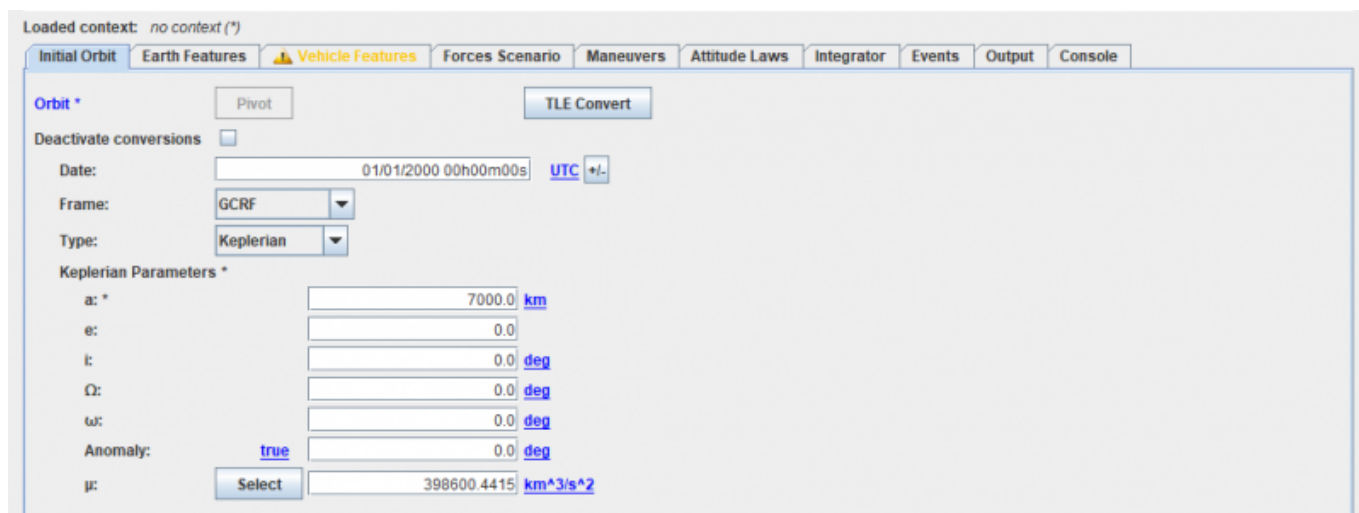 Loaded context: no context (*)
Initial Orbit Earth Features Vehicle Features Forces Scenario Maneuvers Attitude Laws Integrator Events Output Console
Orbit * Pivot TLE Convert
Deactivate conversions
Date: 01/01/2000 00h00m00s UTC +/-
Frame: GCRF
Type: Keplerian
Keplerian Parameters *
a: * 7000.0 km
e: 0.0
i: 0.0 deg
Ω: 0.0 deg
ω: 0.0 deg
Anomaly: true 0.0 deg
μ: Select 398600.4415 km^3/s^2